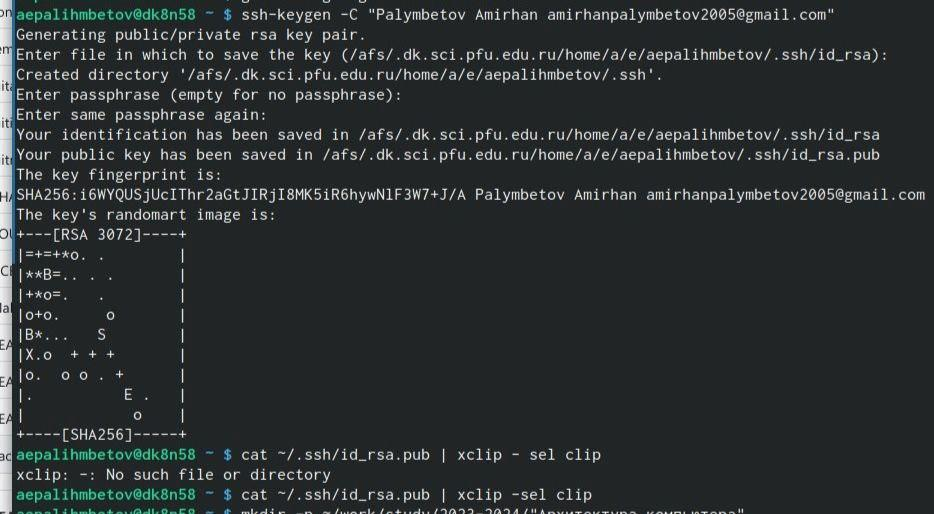 aepalihmbetov@dk8n58 ~ $ ssh-keygen -C "Palymbetov Amirhan amirhanpalymbetov2005@gmail.com"
Generating public/private rsa key pair.
Enter file in which to save the key (/afs/.dk.sci.pfu.edu.ru/home/a/e/aepalihmbetov/.ssh/id_rsa):
Created directory '/afs/.dk.sci.pfu.edu.ru/home/a/e/aepalihmbetov/.ssh'.
Enter passphrase (empty for no passphrase):
Enter same passphrase again:
Your identification has been saved in /afs/.dk.sci.pfu.edu.ru/home/a/e/aepalihmbetov/.ssh/id_rsa
Your public key has been saved in /afs/.dk.sci.pfu.edu.ru/home/a/e/aepalihmbetov/.ssh/id_rsa.pub
The key fingerprint is:
SHA256:i6WYQUSjUcIThr2aGtJIRjI8MK5iR6hywNlF3W7+J/A Palymbetov Amirhan amirhanpalymbetov2005@gmail.com
The key's randomart image is:
+---[RSA 3072]----+
|=+=+*o. .        |
|**B=.. . .       |
|+*o=.   .        |
|o+o.     o       |
|B*...   S        |
|X.o  + + +       |
|o.  o o . +      |
|.          E .   |
|            o    |
+----[SHA256]-----+
aepalihmbetov@dk8n58 ~ $ cat ~/.ssh/id_rsa.pub | xclip - sel clip
xclip: -: No such file or directory
aepalihmbetov@dk8n58 ~ $ cat ~/.ssh/id_rsa.pub | xclip -sel clip
aepalihmbetov@dk8n58 ~ $ mkdir -p ~/work/study/2023-2024/"Архитектура компьютера"